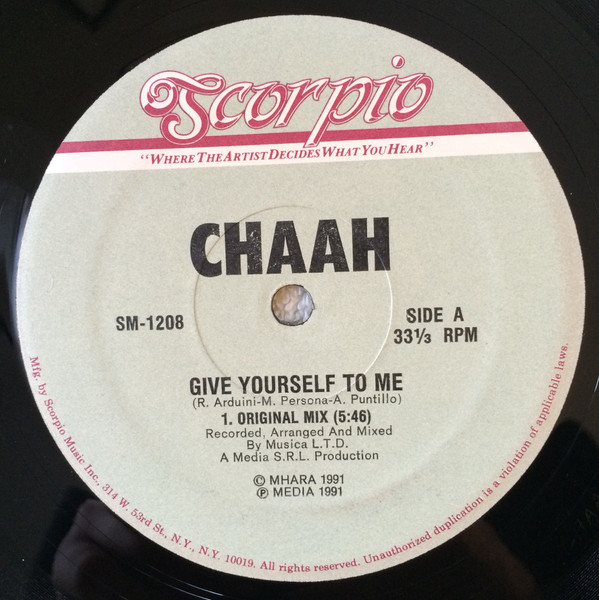 Scorpio
"WHERE THE ARTIST DECIDES WHAT YOU HEAR"
CHAAH
SM-1208
SIDE A
33⅓ RPM
GIVE YOURSELF TO ME
(R. Arduini-M. Persona-A. Puntillo)
1. ORIGINAL MIX (5:46)
Recorded, Arranged And Mixed
By Musica L.T.D.
A Media S.R.L. Production
© MHARA 1991
℗ MEDIA 1991
Mfg. by Scorpio Music Inc., 314 W. 53rd St., N.Y., N.Y. 10019. All rights reserved. Unauthorized duplication is a violation of applicable laws.